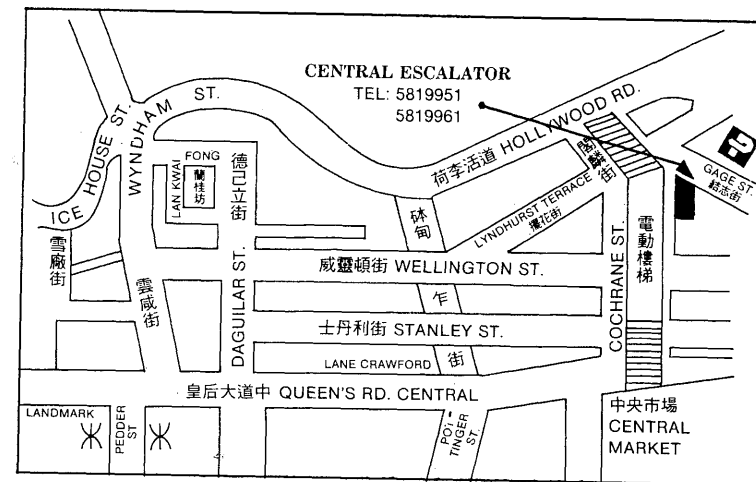 CENTRAL ESCALATOR
TEL: 5819951
5819961
ICE HOUSE ST.
雪廠街
WYNDHAM ST.
雲咸街
LAN KWAI FONG
蘭桂坊
德己立街
DAGUILAR ST.
荷李活道 HOLLYWOOD RD.
閣麟街
COCHRANE ST.
GAGE ST.
結志街
LYNDHURST TERRACE
擺花街
電動樓梯
砵甸乍街
威靈頓街 WELLINGTON ST.
士丹利街 STANLEY ST.
LANE CRAWFORD
皇后大道中 QUEEN'S RD. CENTRAL
LANDMARK
PEDDER ST
PO'i - TINGER ST.
中央市場
CENTRAL
MARKET